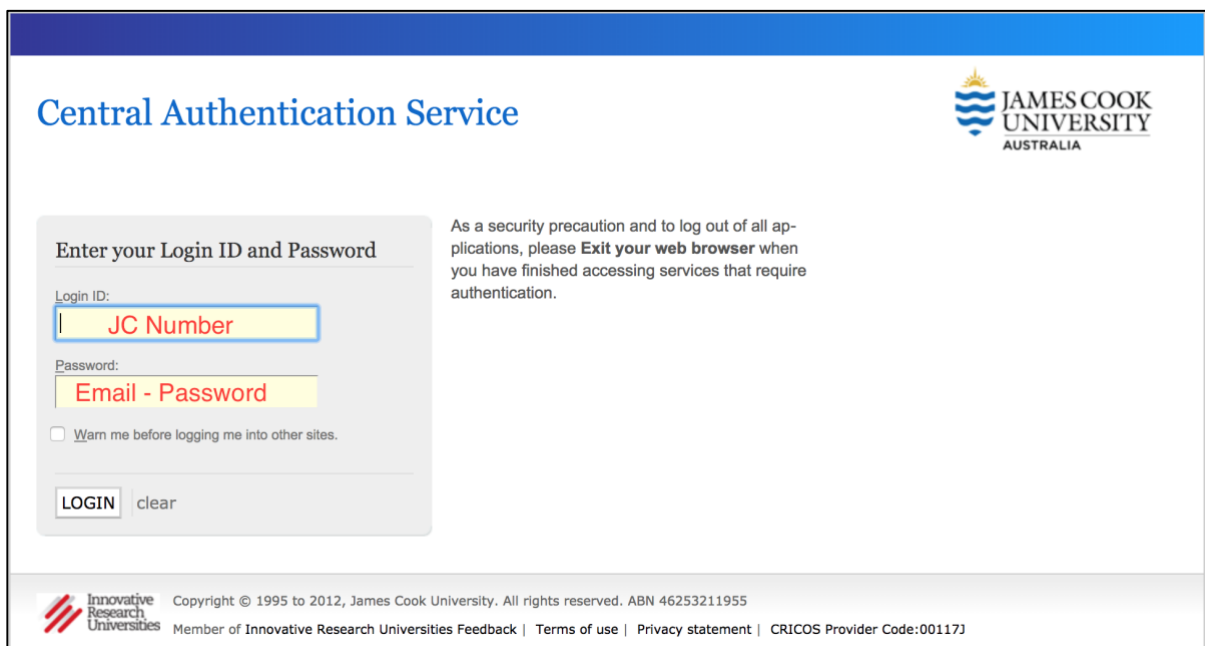 Central Authentication Service
JAMES COOK
UNIVERSITY
AUSTRALIA
Enter your Login ID and Password
Login ID:
JC Number
Password:
Email - Password
Warn me before logging me into other sites.
LOGIN clear
As a security precaution and to log out of all ap-
plications, please Exit your web browser when
you have finished accessing services that require
authentication.
Innovative
Research
Universities
Copyright © 1995 to 2012, James Cook University. All rights reserved. ABN 46253211955
Member of Innovative Research Universities Feedback | Terms of use | Privacy statement | CRICOS Provider Code:00117J